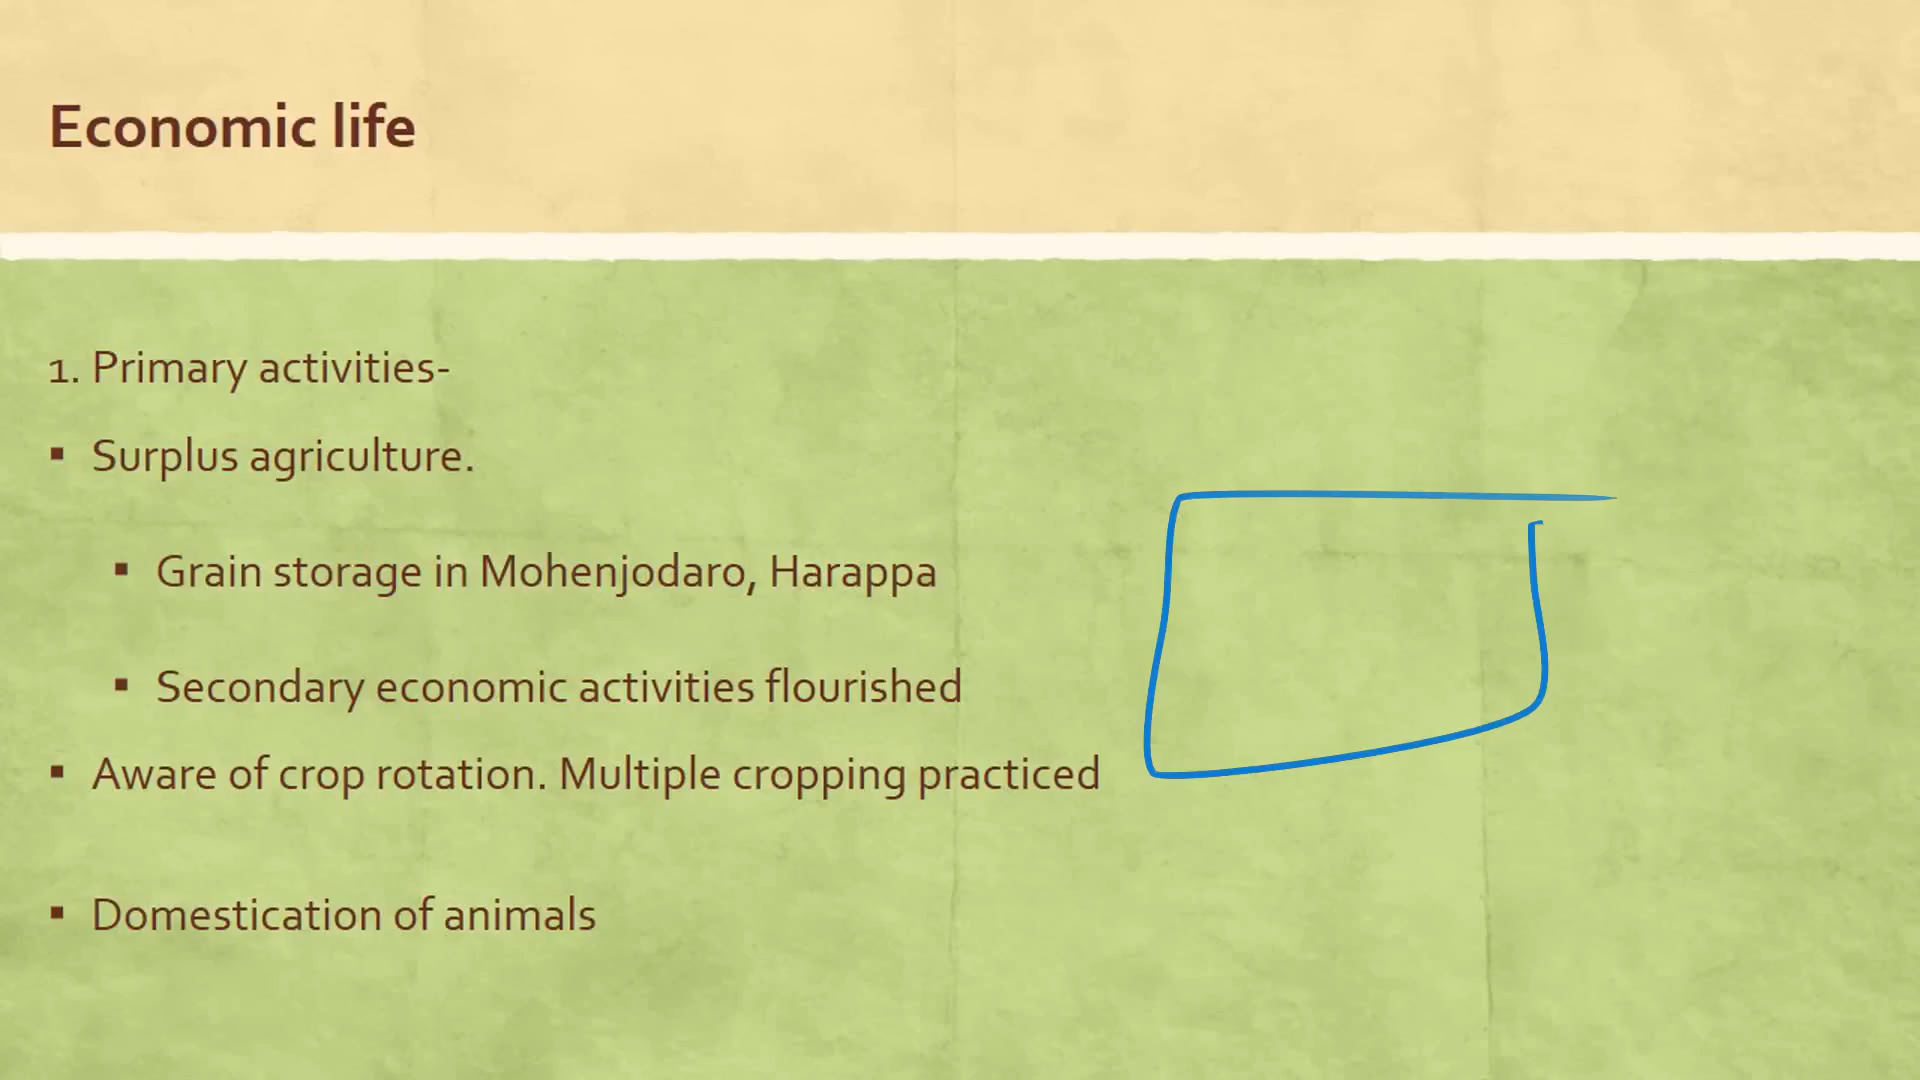 Economic life
1. Primary activities-
▪ Surplus agriculture.
▪ Grain storage in Mohenjodaro, Harappa
▪ Secondary economic activities flourished
▪ Aware of crop rotation. Multiple cropping practiced
▪ Domestication of animals